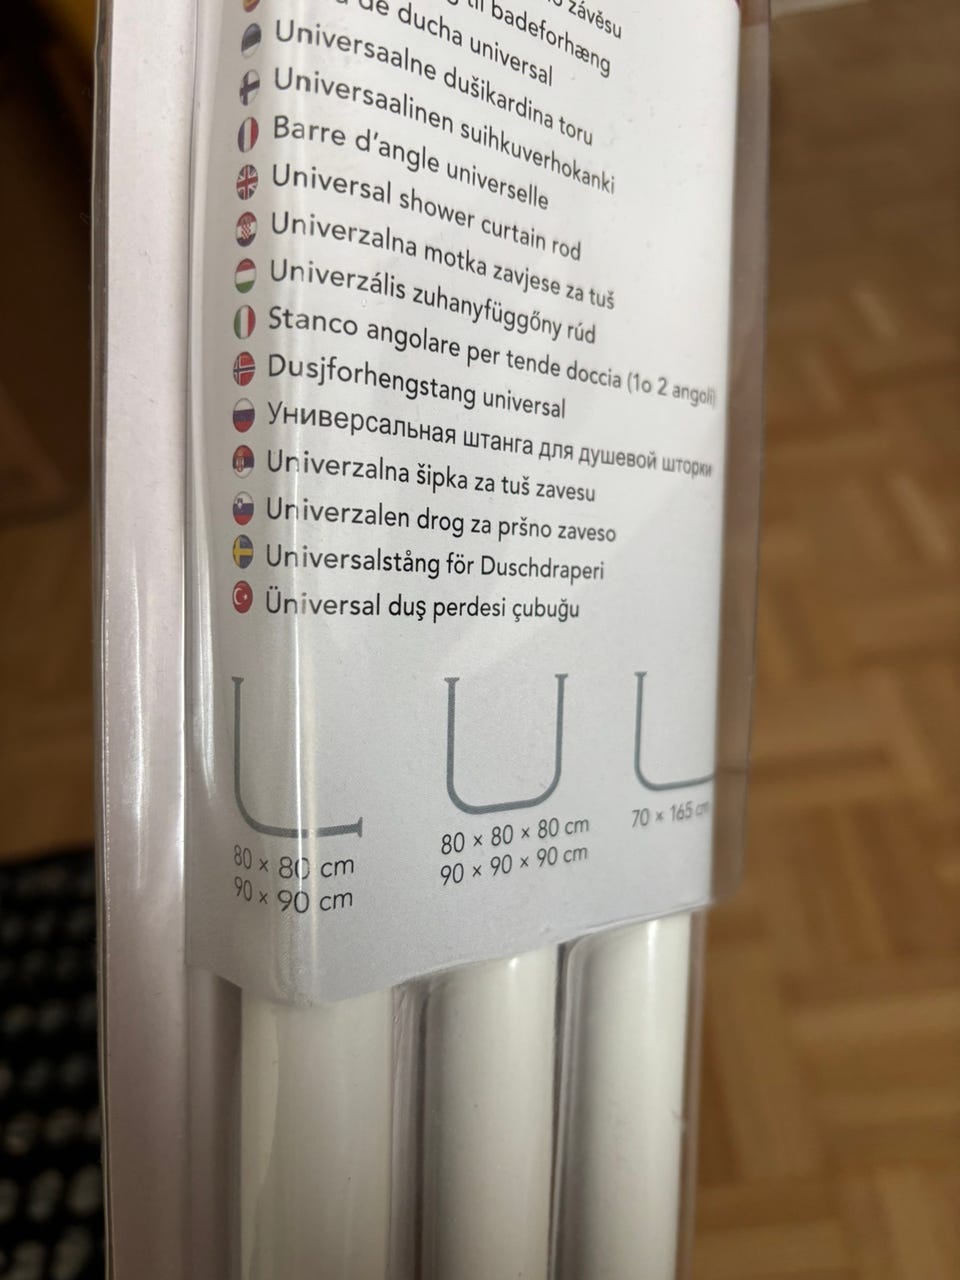 závěsu
til badeforhæng
de ducha universal
Universaalne dušikardina toru
Universaalinen suihkuverhokanki
Barre d’angle universelle
Universal shower curtain rod
Univerzalna motka zavjese za tuš
Univerzális zuhanyfüggőny rúd
Stanco angolare per tende doccia (1o 2 angoli)
Dusjforhengstang universal
Универсальная штанга для душевой шторки
Univerzalna šipka za tuš zavesu
Univerzalen drog za pršno zaveso
Universalstång för Duschdraperi
Üniversal duş perdesi çubuğu
80 × 80 cm
90 × 90 cm
80 × 80 × 80 cm
90 × 90 × 90 cm
70 × 165 cm